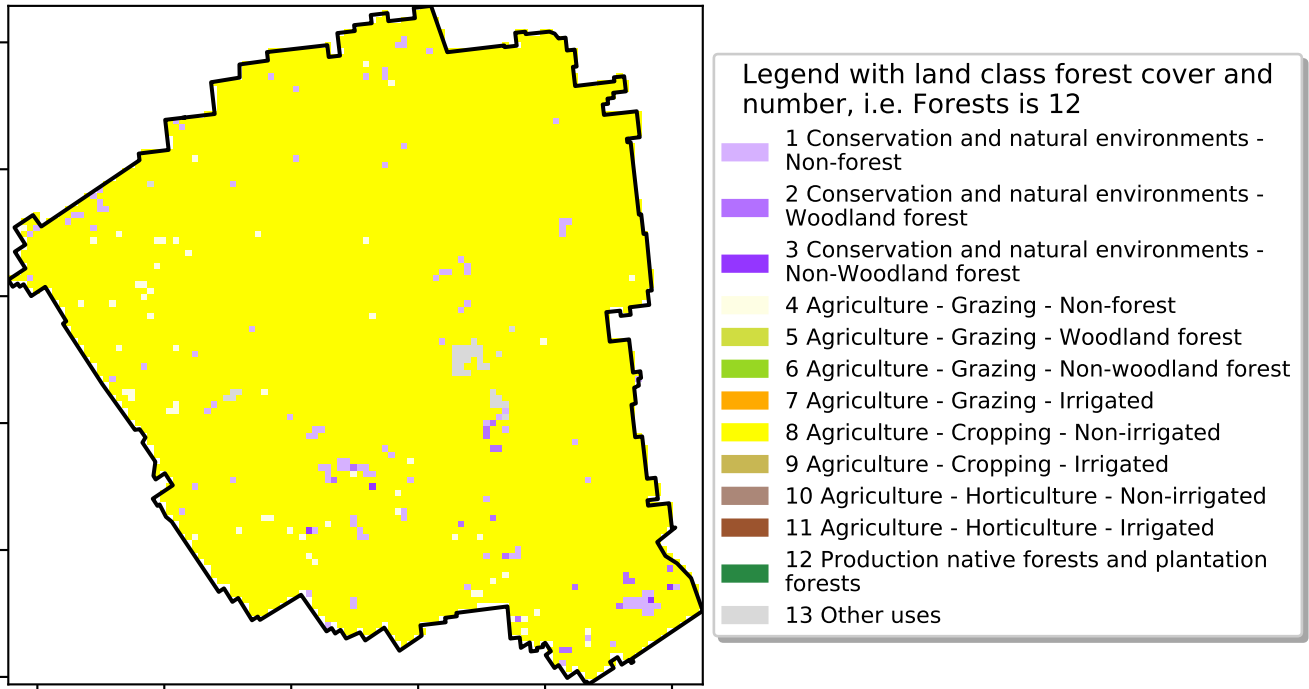 Legend with land class forest cover and
number, i.e. Forests is 12
1 Conservation and natural environments -
Non-forest
2 Conservation and natural environments -
Woodland forest
3 Conservation and natural environments -
Non-Woodland forest
4 Agriculture - Grazing - Non-forest
5 Agriculture - Grazing - Woodland forest
6 Agriculture - Grazing - Non-woodland forest
7 Agriculture - Grazing - Irrigated
8 Agriculture - Cropping - Non-irrigated
9 Agriculture - Cropping - Irrigated
10 Agriculture - Horticulture - Non-irrigated
11 Agriculture - Horticulture - Irrigated
12 Production native forests and plantation
forests
13 Other uses